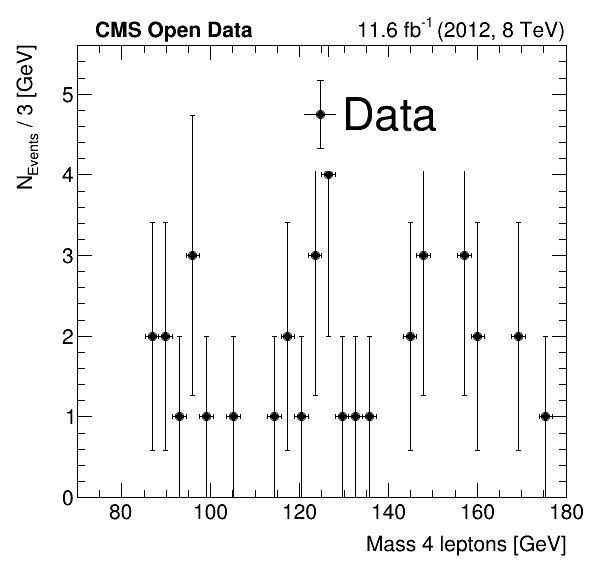 CMS Open Data 11.6 fb⁻¹ (2012, 8 TeV)
N_Events / 3 [GeV]
Data
5
4
3
2
1
0
80 100 120 140 160 180
Mass 4 leptons [GeV]